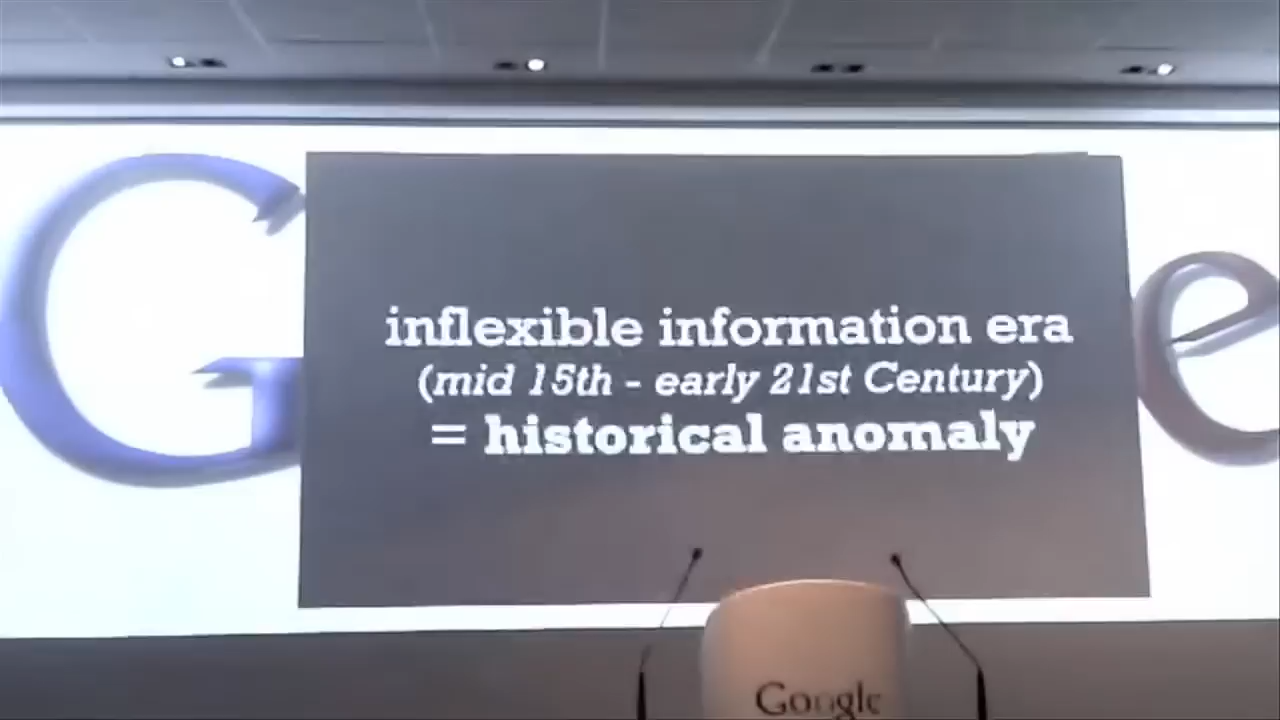 G e
inflexible information era
(mid 15th - early 21st Century)
= historical anomaly
Google